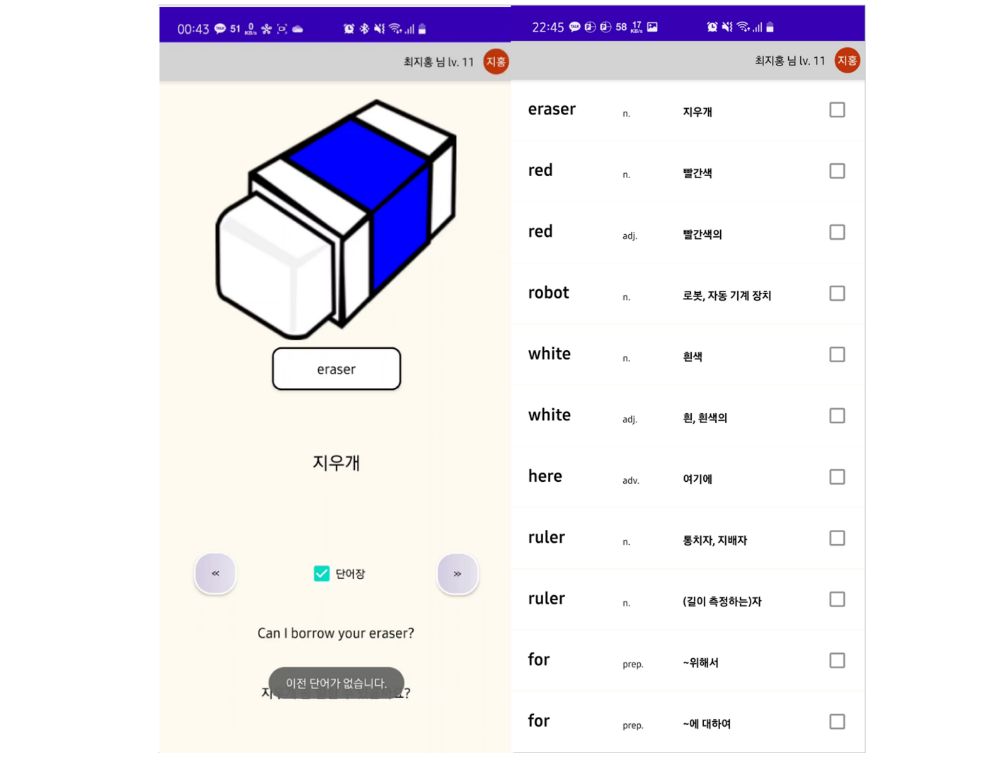 00:43 51 0 KB/s
최지홍 님 lv. 11 지홍
eraser
지우개
«
단어장
»
Can I borrow your eraser?
이전 단어가 없습니다.
요?
22:45 58 17 KB/s
최지홍 님 lv. 11 지홍
eraser n. 지우개
red n. 빨간색
red adj. 빨간색의
robot n. 로봇, 자동 기계 장치
white n. 흰색
white adj. 흰, 흰색의
here adv. 여기에
ruler n. 통치자, 지배자
ruler n. (길이 측정하는)자
for prep. ~위해서
for prep. ~에 대하여